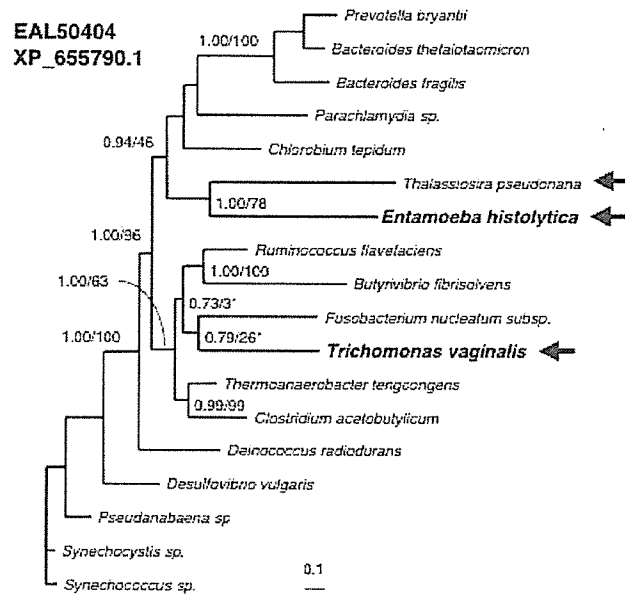 EAL50404
XP_655790.1
Prevotella bryantii
1.00/100
Bacteroides thetaiotacmicron
Bacteroides fragilis
Parachlamydia sp.
0.94/46
Chlorobium tepidum
Thalassiosira pseudonana
1.00/78
Entamoeba histolytica
1.00/96
Ruminococcus flavefaciens
1.00/63
1.00/100
Butyrivibrio fibrisolvens
0.73/3*
Fusobacterium nucleatum subsp.
1.00/100
0.79/26*
Trichomonas vaginalis
Thermoanaerobacter tengcongens
0.99/99
Clostridium acetobutylicum
Deinococcus radiodurans
Desulfovibrio vulgaris
Pseudanabaena sp
Synechocystis sp.
0.1
Synechococcus sp.